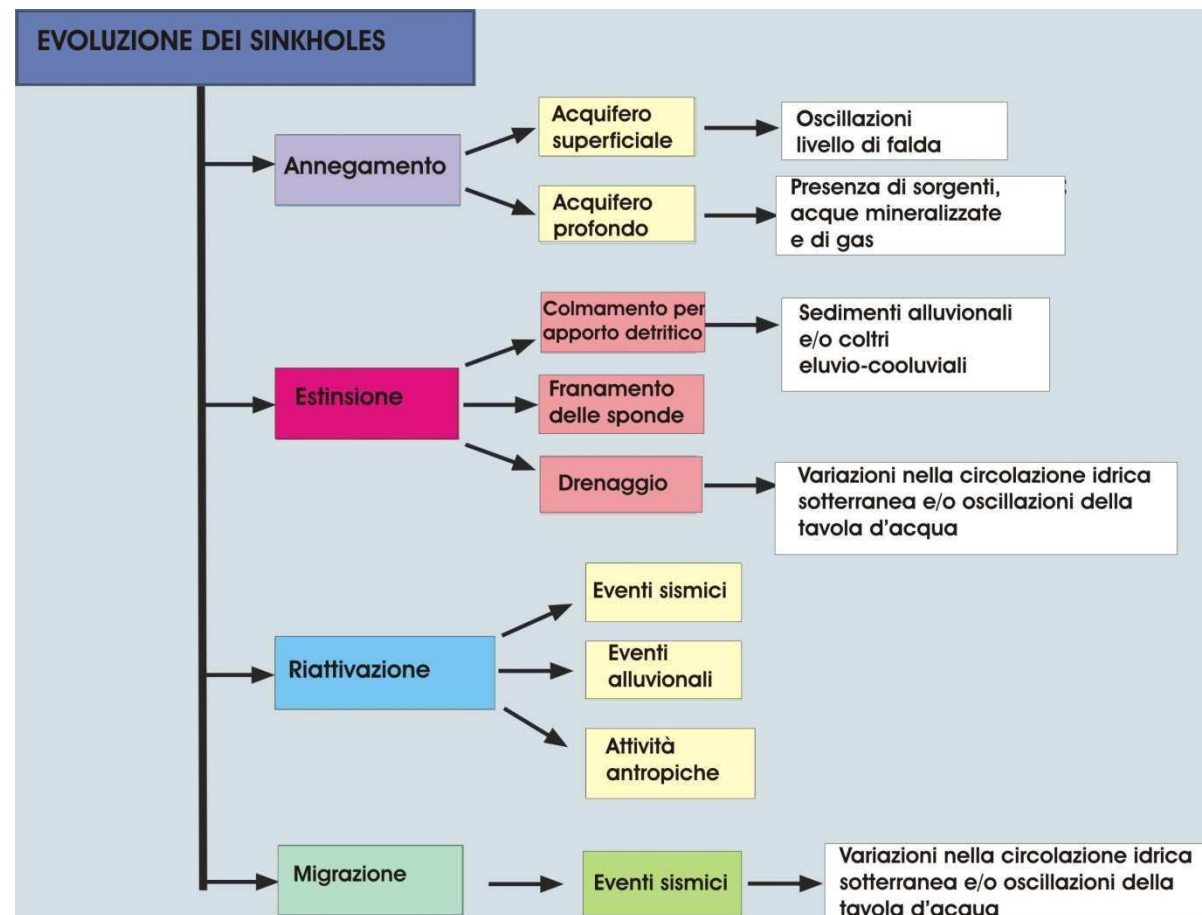 EVOLUZIONE DEI SINKHOLES
Annegamento
Acquifero
superficiale
Oscillazioni
livello di falda
Acquifero
profondo
Presenza di sorgenti,
acque mineralizzate
e di gas
Estinsione
Colmamento per
apporto detritico
Sedimenti alluvionali
e/o coltri
eluvio-cooluviali
Franamento
delle sponde
Drenaggio
Variazioni nella circolazione idrica
sotterranea e/o oscillazioni della
tavola d'acqua
Riattivazione
Eventi sismici
Eventi
alluvionali
Attività
antropiche
Migrazione
Eventi sismici
Variazioni nella circolazione idrica
sotterranea e/o oscillazioni della
tavola d'acqua